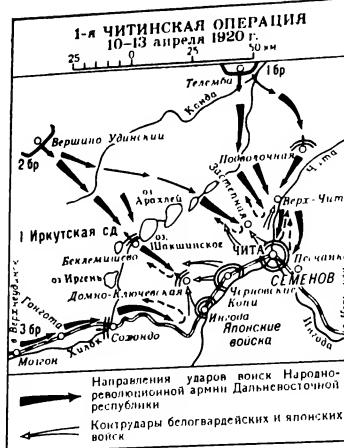 1-я ЧИТИНСКАЯ ОПЕРАЦИЯ
10-13 апреля 1920 г.
25 0 25 50 км
Телемба
1 бр
Конда
Вершино Удинский
2 бр
Подволочная
Чита
оз. Арахлей
Застепная
Верх-Чит
1 Иркутская СД
оз. Шакшинское
Беклемишево
ЧИТА
Песчанка
оз Иргень
СЕМЕНОВ
Домно-Ключевская
Черновские Копи
в Верхнеудинск
Гонгота
Ингода
Ингода
3 бр
Хилок
Сохондо
Японские войска
Могзон
Направления ударов войск Народно-
революционной армии Дальневосточной
республики
Контрудары белогвардейских и японских
войск